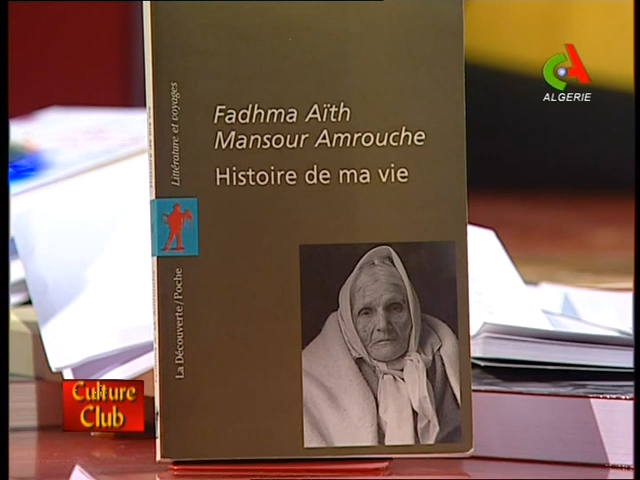 Fadhma Aïth
Mansour Amrouche
Histoire de ma vie
Littérature et voyages
La Découverte/Poche
ALGERIE
Culture
Club